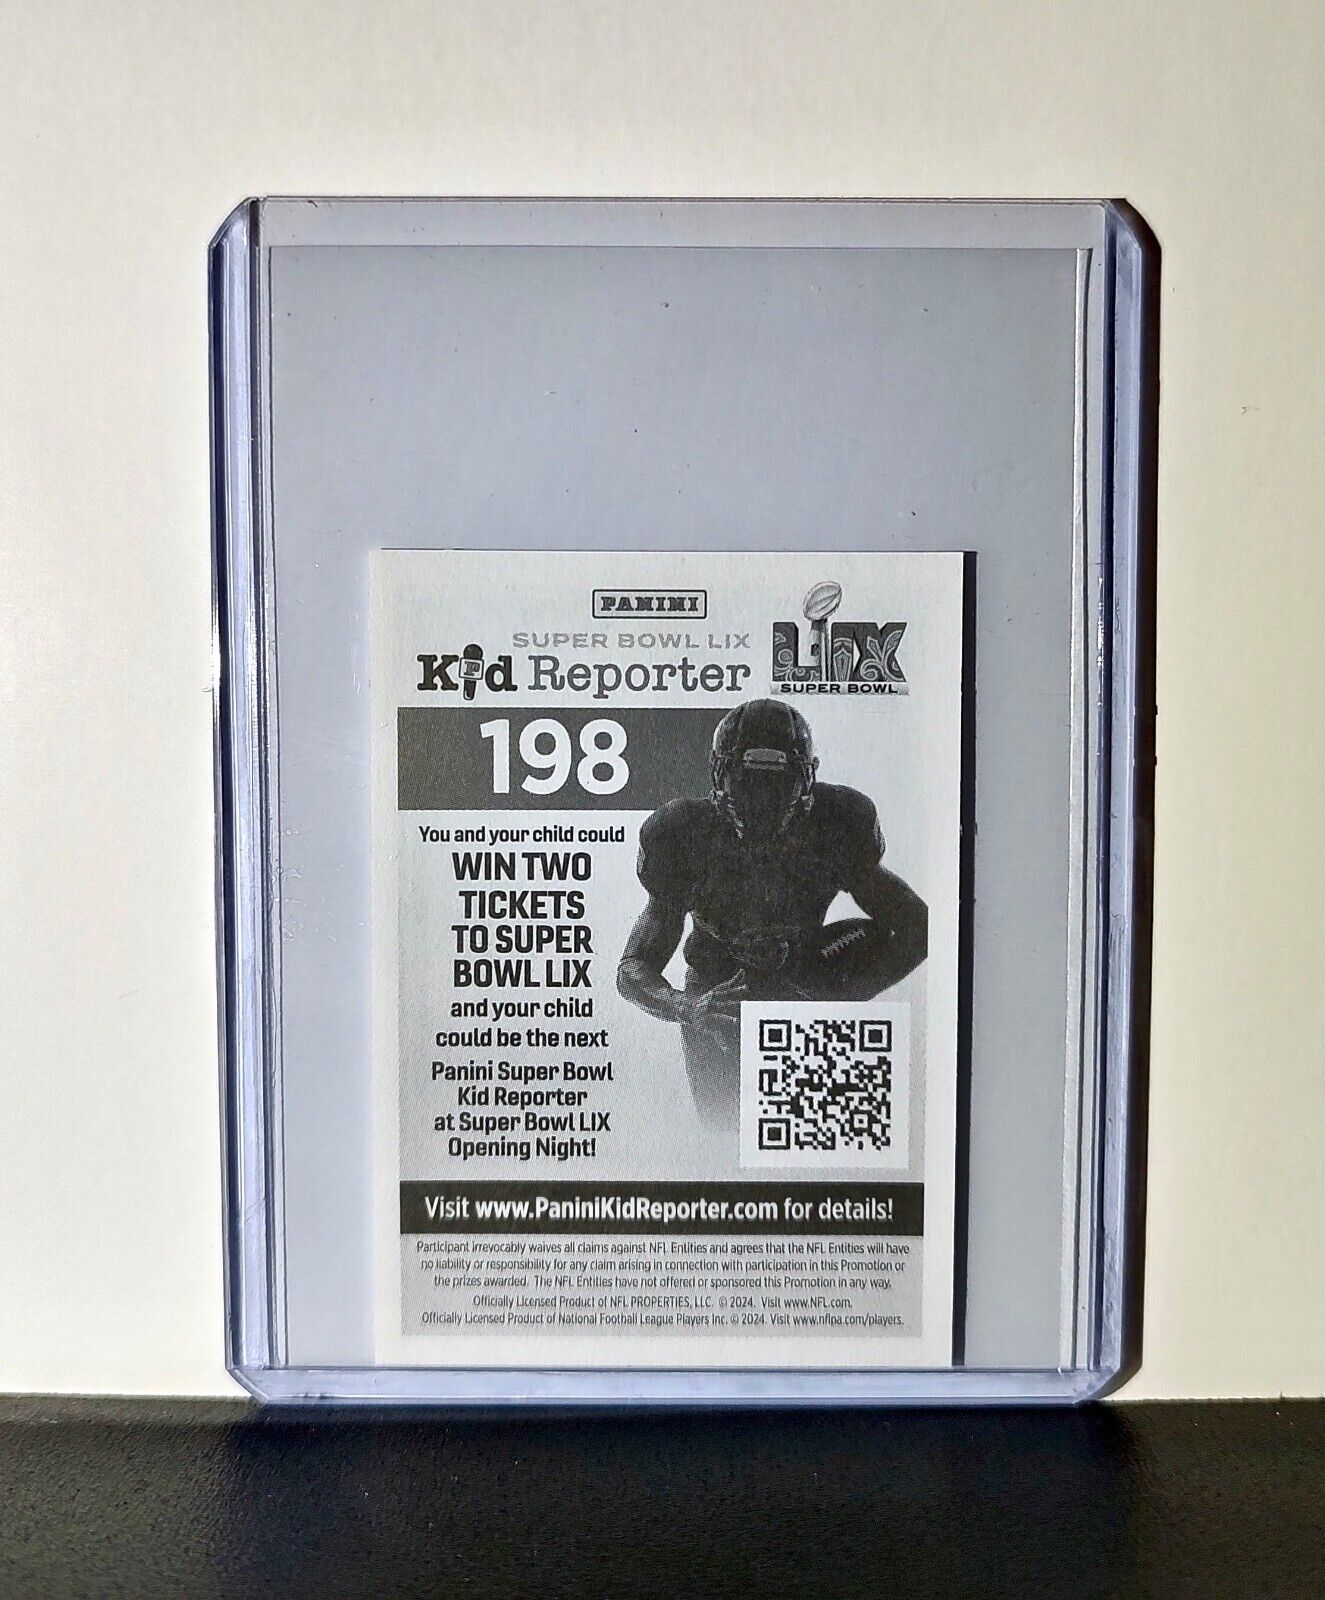 PANINI
SUPER BOWL LIX
Kid Reporter
LIX
SUPER BOWL
198
You and your child could
WIN TWO
TICKETS
TO SUPER
BOWL LIX
and your child
could be the next
Panini Super Bowl
Kid Reporter
at Super Bowl LIX
Opening Night!
Visit www.PaniniKidReporter.com for details!
Participant irrevocably waives all claims against NFL Entities and agrees that the NFL Entities will have
no liability or responsibility for any claim arising in connection with participation in this Promotion or
the prizes awarded. The NFL Entities have not offered or sponsored this Promotion in any way.
Officially Licensed Product of NFL PROPERTIES, LLC. © 2024. Visit www.NFL.com.
Officially Licensed Product of National Football League Players Inc. © 2024. Visit www.nflpa.com/players.